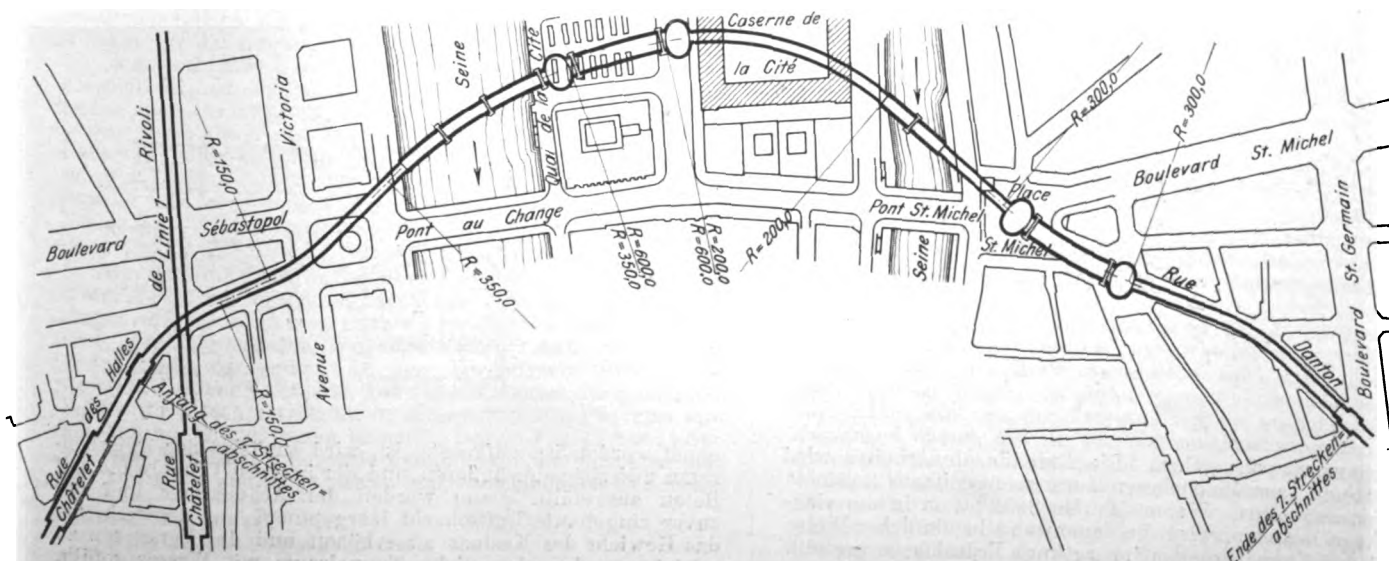 Rivoli
de Linie 1
Victoria
Avenue
R=150,0
Boulevard
Sébastopol
Rue
des
Halles
Châtelet
Rue
Châtelet
Anfang des 7. Strecken=
abschnittes
R=150,0
Seine
Pont
au
Change
R=350,0
Quai de la Cité
R=600,0
R=350,0
R=200,0
R=600,0
Caserne de
la Cité
R=200,0
Seine
Pont St. Michel
Place
St. Michel
R=300,0
R=300,0
Boulevard
St. Michel
Rue
Danton
Boulevard
St. Germain
Ende des 7. Strecken=
abschnittes